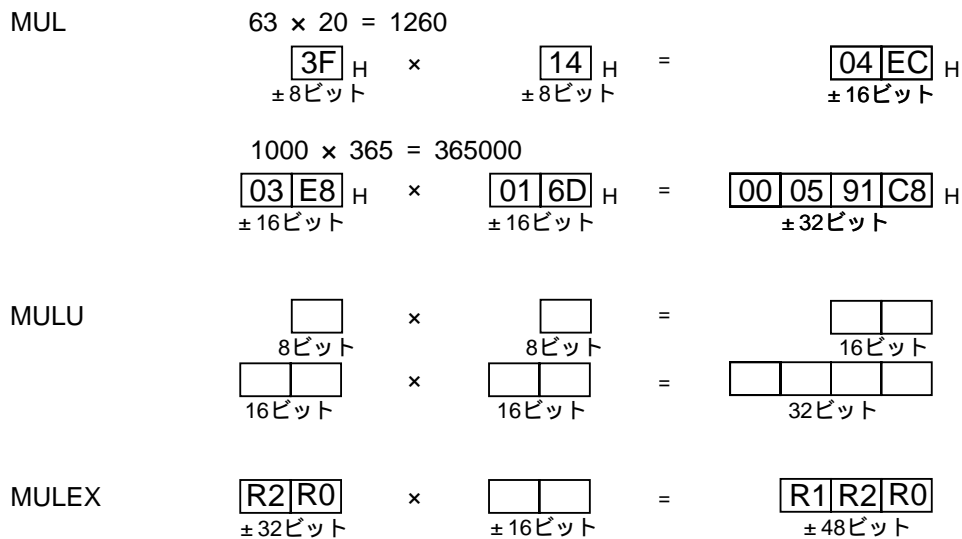 MUL 63 × 20 = 1260
3F H × 14 H = 04 EC H
±8ビット ±8ビット ±16ビット
1000 × 365 = 365000
03 E8 H × 01 6D H = 00 05 91 C8 H
±16ビット ±16ビット ±32ビット
MULU × =
8ビット 8ビット 16ビット
× =
16ビット 16ビット 32ビット
MULEX R2 R0 × = R1 R2 R0
±32ビット ±16ビット ±48ビット